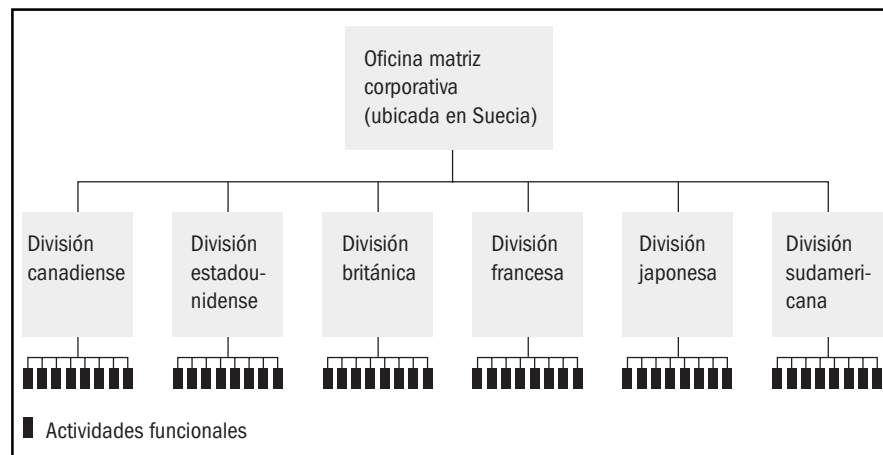 Oficina matriz
corporativa
(ubicada en Suecia)
División
canadiense
División
estadou-
nidense
División
británica
División
francesa
División
japonesa
División
sudameri-
cana
Actividades funcionales